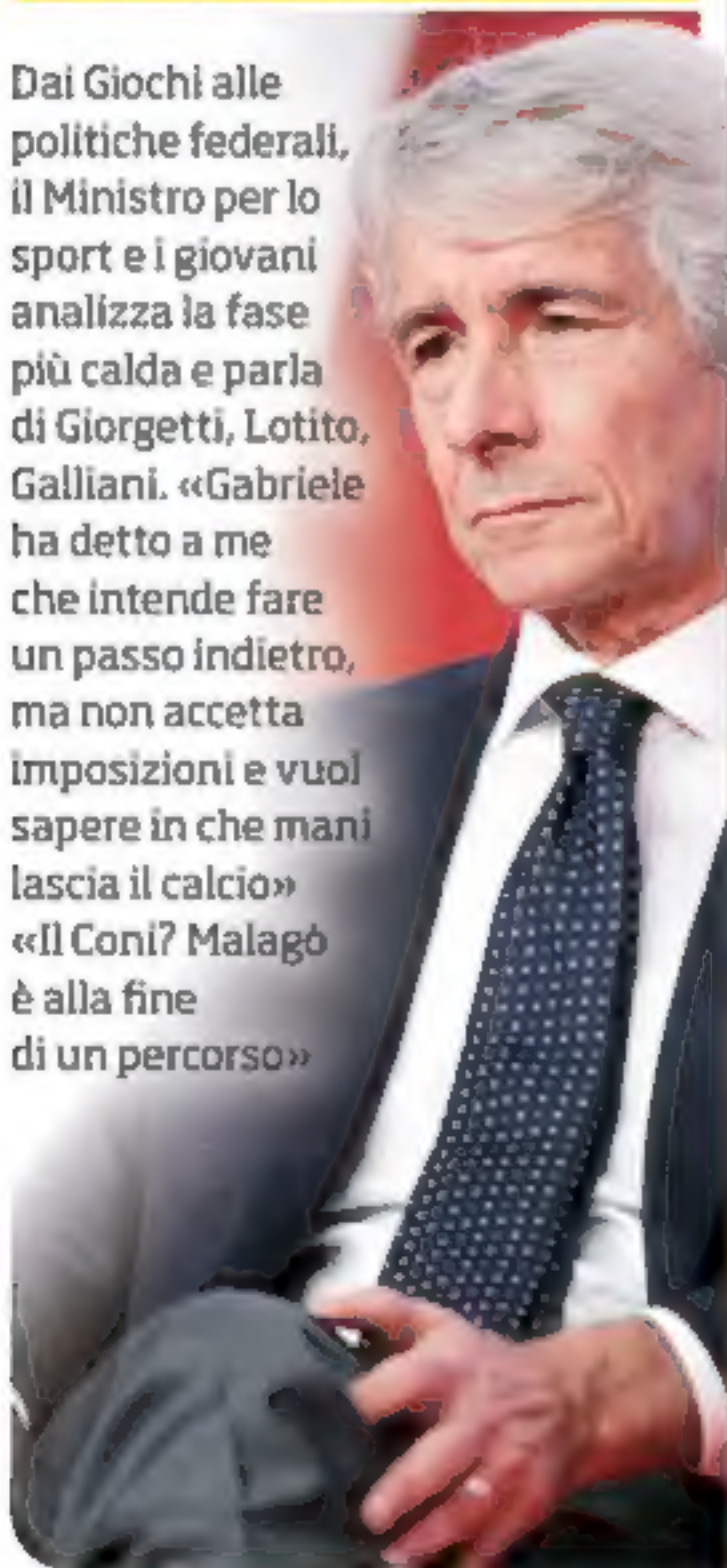 Dai Giochi alle
politiche federali,
il Ministro per lo
sport e i giovani
analizza la fase
più calda e parla
di Giorgetti, Lotito,
Galliani. «Gabriele
ha detto a me
che intende fare
un passo indietro,
ma non accetta
imposizioni e vuol
sapere in che mani
lascia il calcio»
«Il Coni? Malagò
è alla fine
di un percorso»